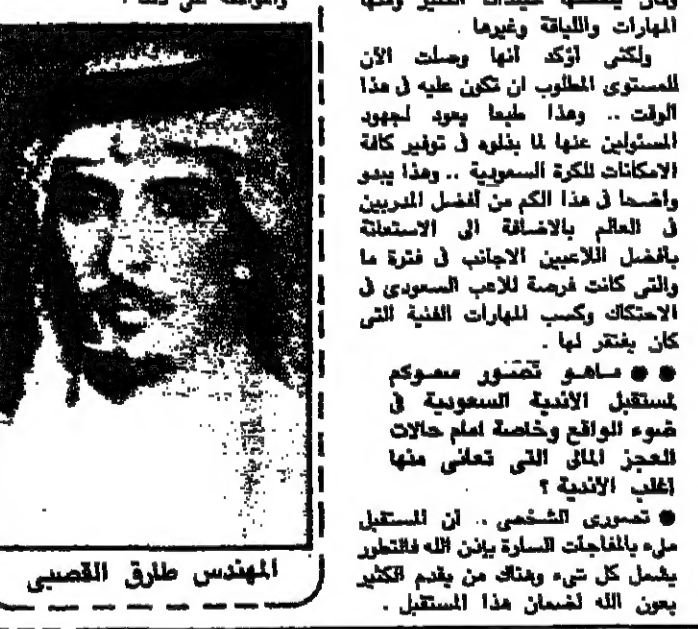 المهارات واللياقة وغيرها .
ولكنى أؤكد أنها وصلت الآن
للمستوى المطلوب ان تكون عليه فى هذا
الوقت .. وهذا طبعا يعود لجهود
المسئولين عنها لما بذلوه فى توفير كافة
الامكانات للكرة السعودية .. وهذا يبدو
واضحا فى هذا الكم من أفضل المدربين
فى العالم بالاضافة الى الاستعانة
بأفضل اللاعبين الاجانب فى فترة ما
والتى كانت فرصة للاعب السعودى فى
الاحتكاك وكسب المهارات الفنية التى
كان يفتقر لها .
● ● ماهو تصور سموكم
لمستقبل الأندية السعودية فى
ضوء الواقع وخاصة امام حالات
العجز المالى التى تعانى منها
اغلب الأندية ؟
● تصورى الشخصى .. أن المستقبل
ملىء بالمفاجآت السارة بإذن الله فالتطور
يشمل كل شىء وهناك من يقدم الكثير
بعون الله لضمان هذا المستقبل .
المهندس طارق القصبى